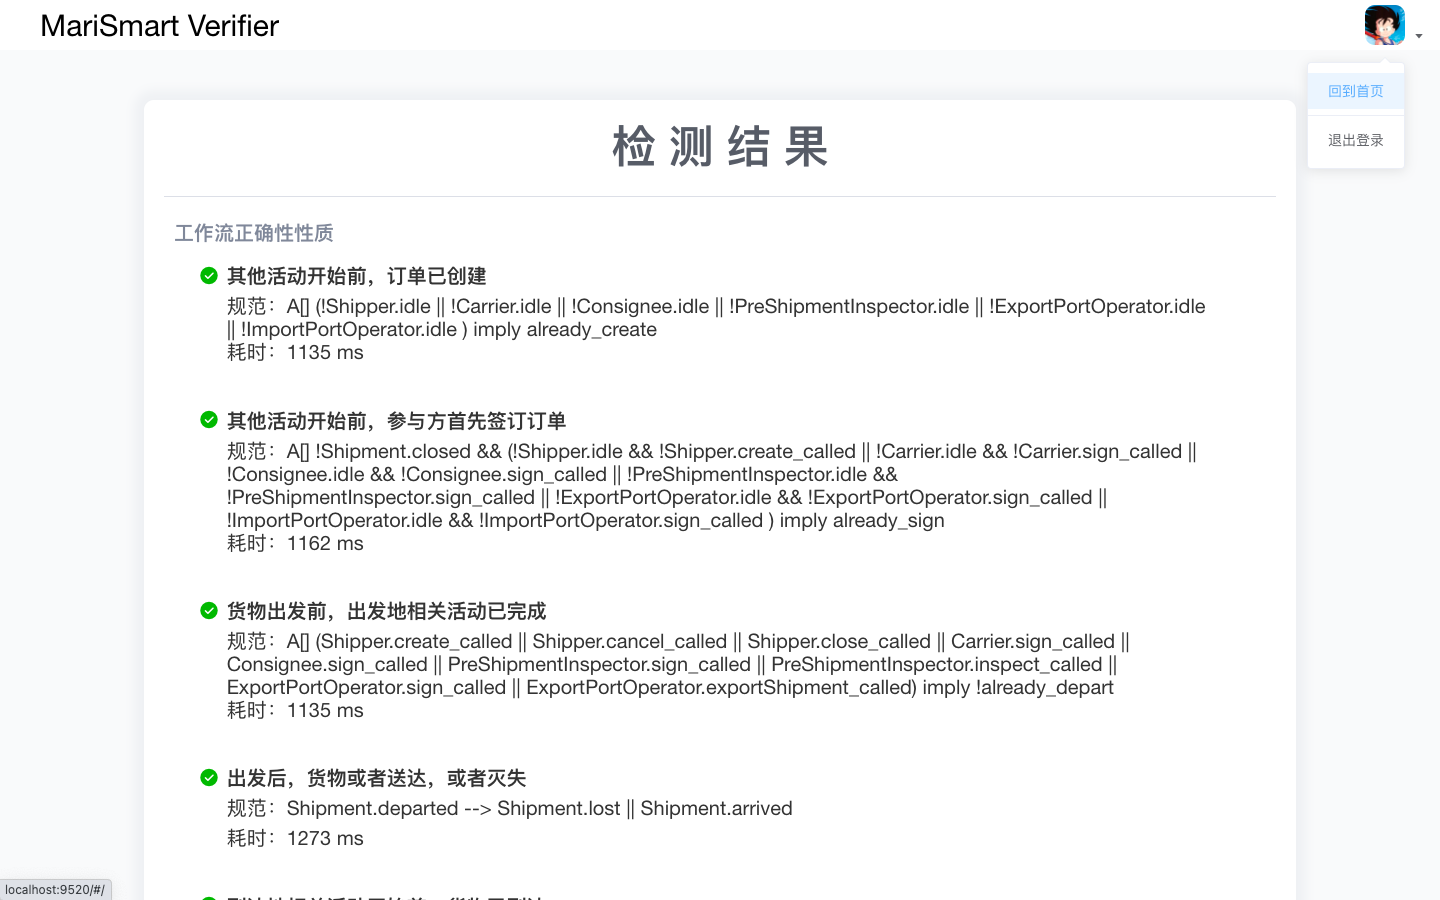 MariSmart Verifier
回到首页
退出登录
检测结果
工作流正确性性质
其他活动开始前，订单已创建
规范：A[] (!Shipper.idle || !Carrier.idle || !Consignee.idle || !PreShipmentInspector.idle || !ExportPortOperator.idle
|| !ImportPortOperator.idle ) imply already_create
耗时：1135 ms
其他活动开始前，参与方首先签订订单
规范：A[] !Shipment.closed && (!Shipper.idle && !Shipper.create_called || !Carrier.idle && !Carrier.sign_called ||
!Consignee.idle && !Consignee.sign_called || !PreShipmentInspector.idle &&
!PreShipmentInspector.sign_called || !ExportPortOperator.idle && !ExportPortOperator.sign_called ||
!ImportPortOperator.idle && !ImportPortOperator.sign_called ) imply already_sign
耗时：1162 ms
货物出发前，出发地相关活动已完成
规范：A[] (Shipper.create_called || Shipper.cancel_called || Shipper.close_called || Carrier.sign_called ||
Consignee.sign_called || PreShipmentInspector.sign_called || PreShipmentInspector.inspect_called ||
ExportPortOperator.sign_called || ExportPortOperator.exportShipment_called) imply !already_depart
耗时：1135 ms
出发后，货物或者送达，或者灭失
规范：Shipment.departed --> Shipment.lost || Shipment.arrived
耗时：1273 ms
localhost:9520/#/